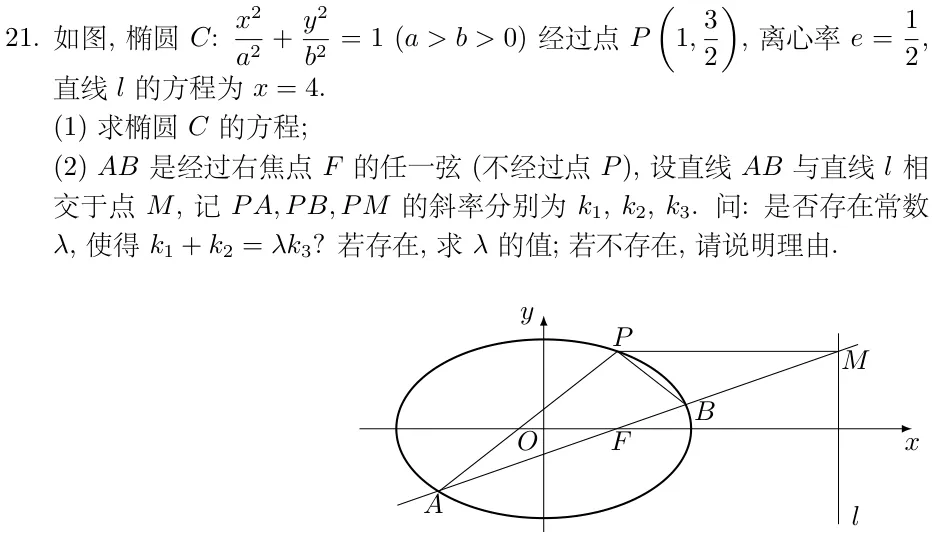 21. 如图, 椭圆 C: x²/a² + y²/b² = 1 (a > b > 0) 经过点 P(1, 3/2), 离心率 e = 1/2,
直线 l 的方程为 x = 4.
(1) 求椭圆 C 的方程;
(2) AB 是经过右焦点 F 的任一弦 (不经过点 P), 设直线 AB 与直线 l 相
交于点 M, 记 PA, PB, PM 的斜率分别为 k₁, k₂, k₃. 问: 是否存在常数
λ, 使得 k₁ + k₂ = λk₃? 若存在, 求 λ 的值; 若不存在, 请说明理由.
y
P
M
B
O
F
x
A
l